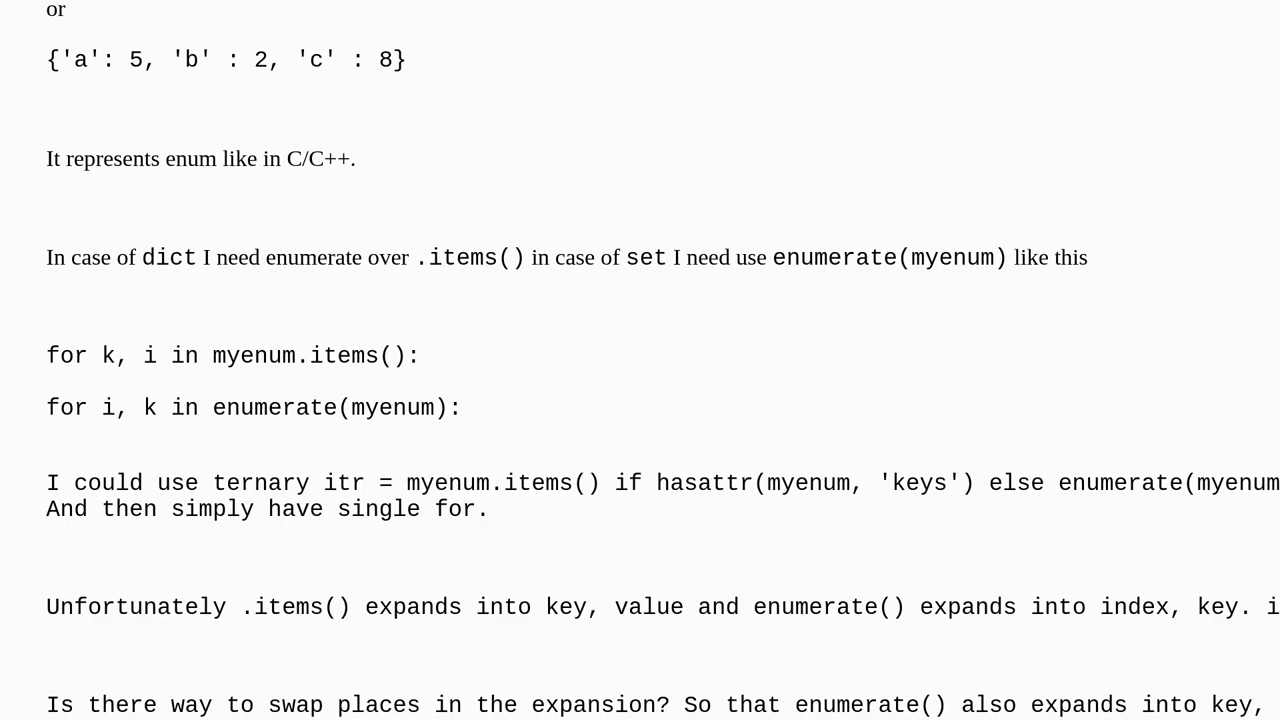 or
{'a': 5, 'b' : 2, 'c' : 8}
It represents enum like in C/C++.
In case of dict I need enumerate over .items() in case of set I need use enumerate(myenum) like this
for k, i in myenum.items():
for i, k in enumerate(myenum):
I could use ternary itr = myenum.items() if hasattr(myenum, 'keys') else enumerate(myenum
And then simply have single for.
Unfortunately .items() expands into key, value and enumerate() expands into index, key. i
Is there way to swap places in the expansion? So that enumerate() also expands into key,